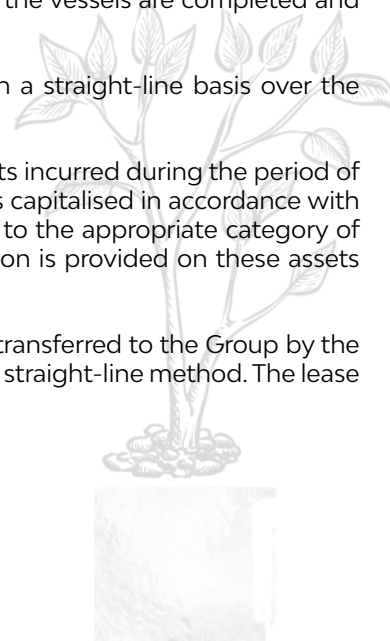 the vessels are completed and
n a straight-line basis over the
ts incurred during the period of
s capitalised in accordance with
to the appropriate category of
on is provided on these assets
transferred to the Group by the
straight-line method. The lease